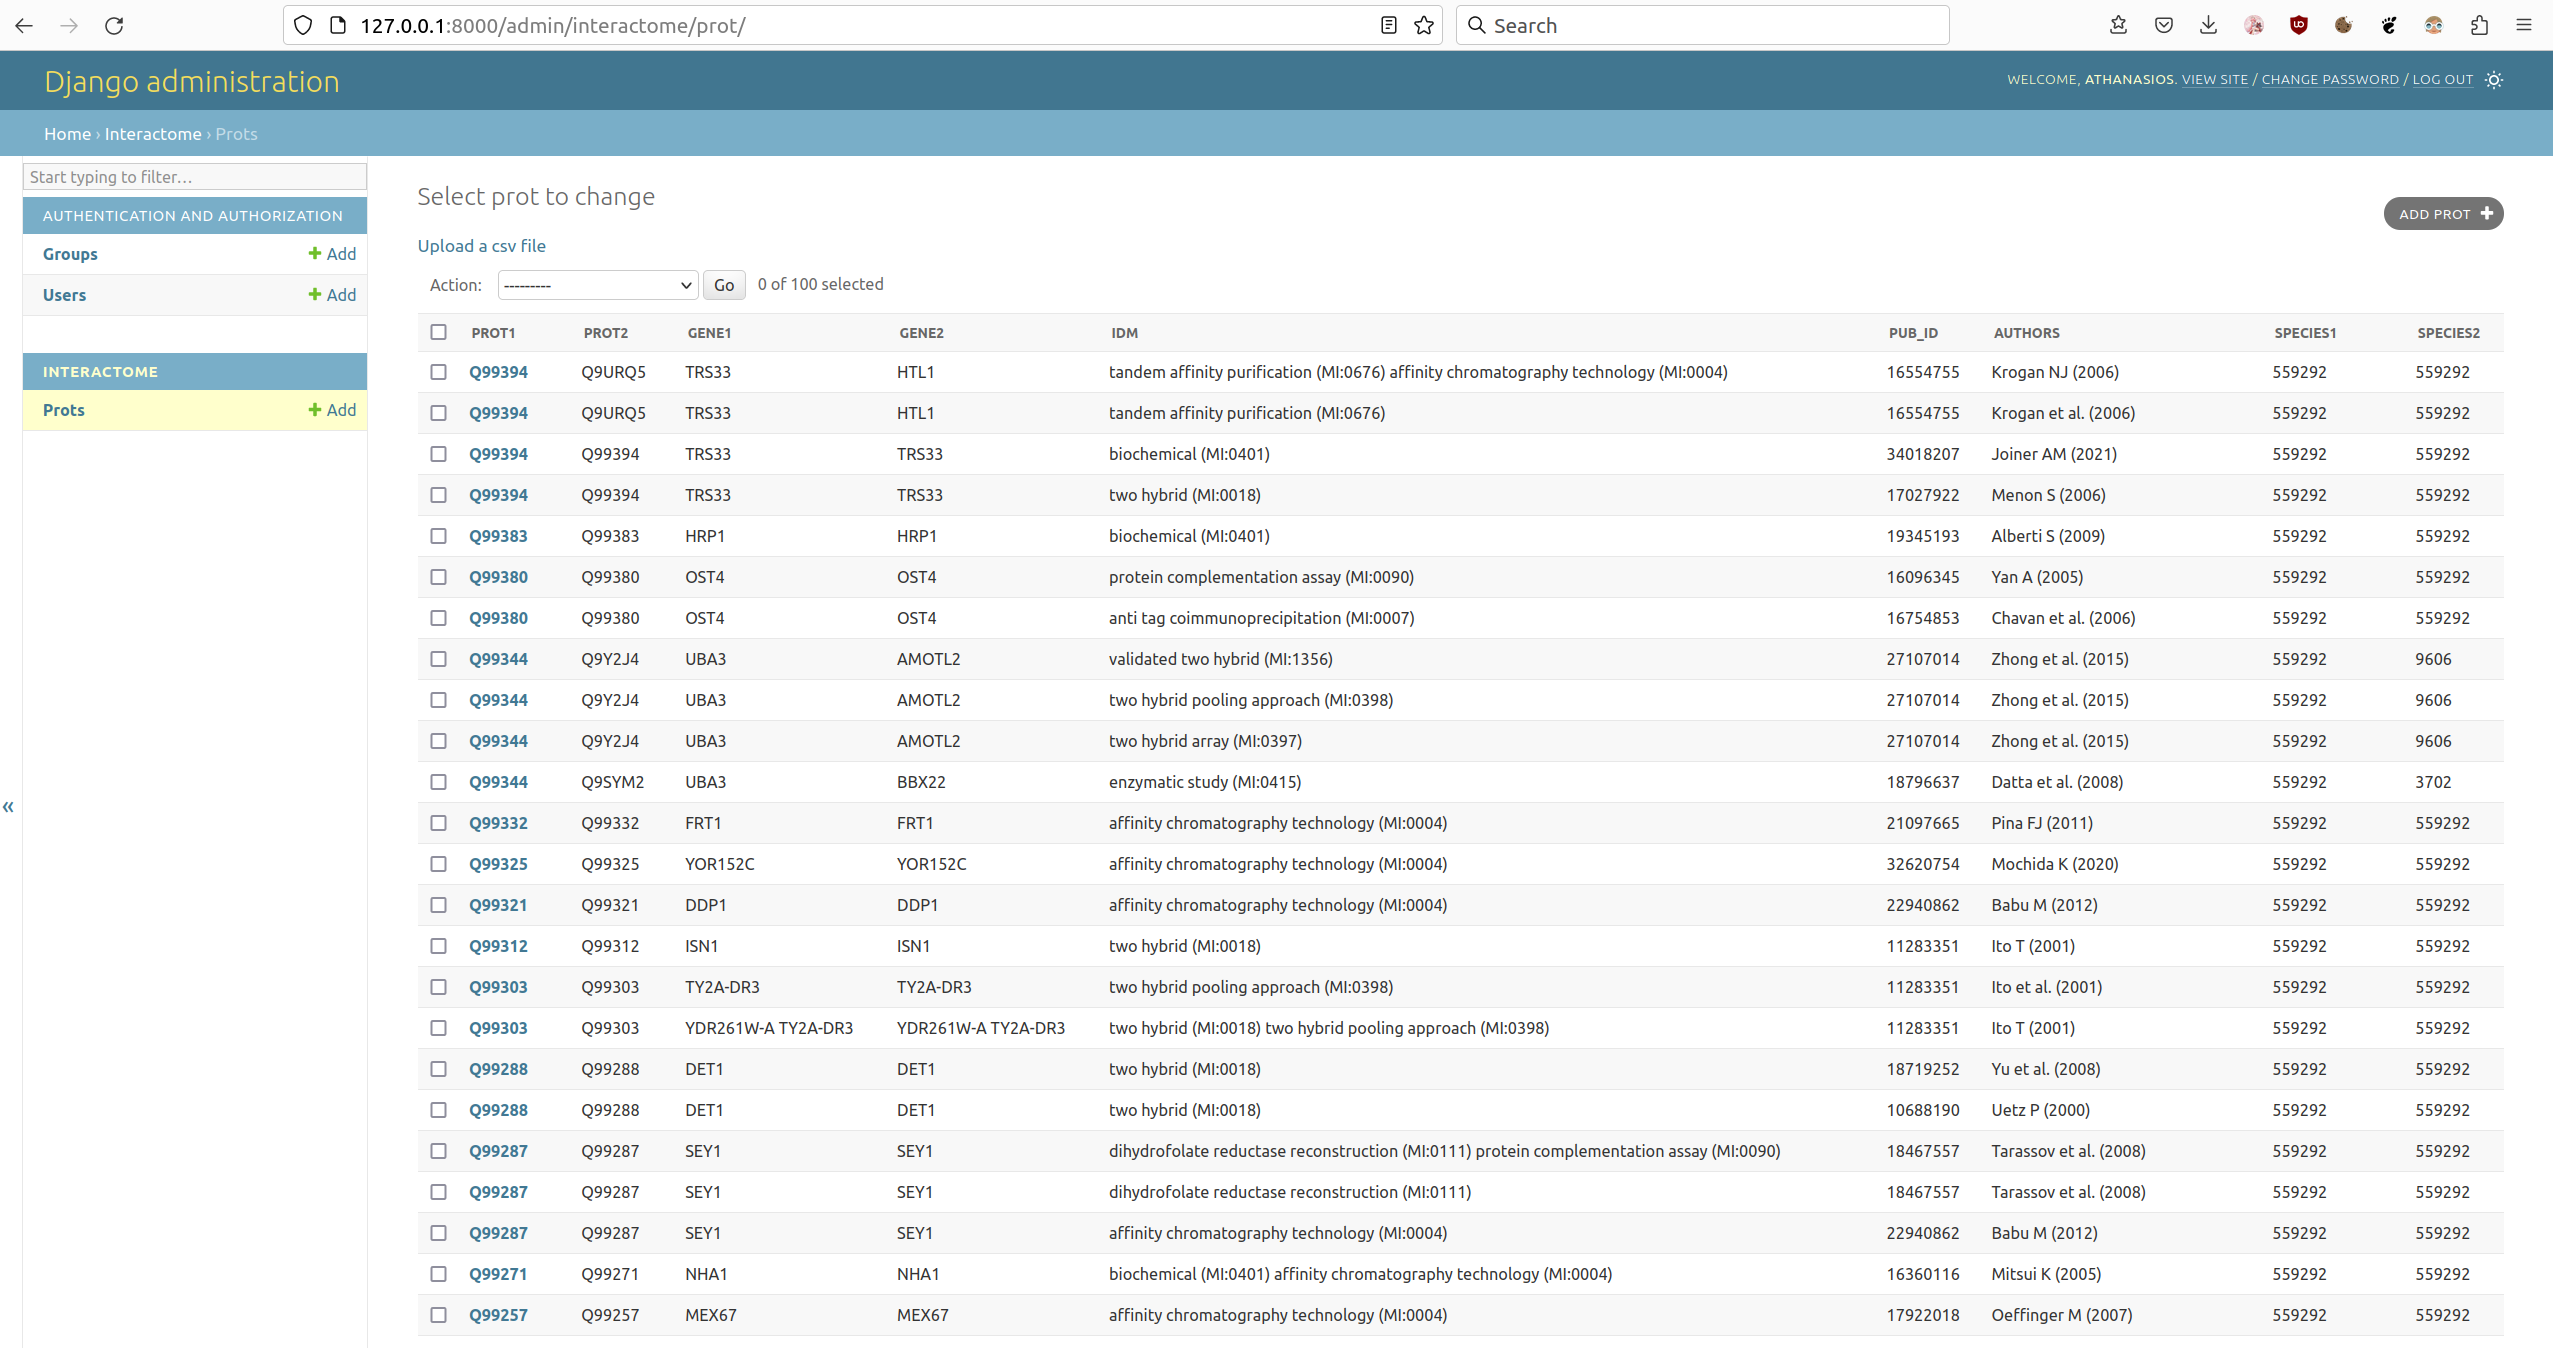 127.0.0.1:8000/admin/interactome/prot/
Search
Django administration
WELCOME, ATHANASIOS. VIEW SITE / CHANGE PASSWORD / LOG OUT
Home › Interactome › Prots
Start typing to filter…
AUTHENTICATION AND AUTHORIZATION
Groups + Add
Users + Add
INTERACTOME
Prots + Add
«
Select prot to change
ADD PROT +
Upload a csv file
Action: --------- Go 0 of 100 selected
PROT1 PROT2 GENE1 GENE2 IDM PUB_ID AUTHORS SPECIES1 SPECIES2
Q99394 Q9URQ5 TRS33 HTL1 tandem affinity purification (MI:0676) affinity chromatography technology (MI:0004) 16554755 Krogan NJ (2006) 559292 559292
Q99394 Q9URQ5 TRS33 HTL1 tandem affinity purification (MI:0676) 16554755 Krogan et al. (2006) 559292 559292
Q99394 Q99394 TRS33 TRS33 biochemical (MI:0401) 34018207 Joiner AM (2021) 559292 559292
Q99394 Q99394 TRS33 TRS33 two hybrid (MI:0018) 17027922 Menon S (2006) 559292 559292
Q99383 Q99383 HRP1 HRP1 biochemical (MI:0401) 19345193 Alberti S (2009) 559292 559292
Q99380 Q99380 OST4 OST4 protein complementation assay (MI:0090) 16096345 Yan A (2005) 559292 559292
Q99380 Q99380 OST4 OST4 anti tag coimmunoprecipitation (MI:0007) 16754853 Chavan et al. (2006) 559292 559292
Q99344 Q9Y2J4 UBA3 AMOTL2 validated two hybrid (MI:1356) 27107014 Zhong et al. (2015) 559292 9606
Q99344 Q9Y2J4 UBA3 AMOTL2 two hybrid pooling approach (MI:0398) 27107014 Zhong et al. (2015) 559292 9606
Q99344 Q9Y2J4 UBA3 AMOTL2 two hybrid array (MI:0397) 27107014 Zhong et al. (2015) 559292 9606
Q99344 Q9SYM2 UBA3 BBX22 enzymatic study (MI:0415) 18796637 Datta et al. (2008) 559292 3702
Q99332 Q99332 FRT1 FRT1 affinity chromatography technology (MI:0004) 21097665 Pina FJ (2011) 559292 559292
Q99325 Q99325 YOR152C YOR152C affinity chromatography technology (MI:0004) 32620754 Mochida K (2020) 559292 559292
Q99321 Q99321 DDP1 DDP1 affinity chromatography technology (MI:0004) 22940862 Babu M (2012) 559292 559292
Q99312 Q99312 ISN1 ISN1 two hybrid (MI:0018) 11283351 Ito T (2001) 559292 559292
Q99303 Q99303 TY2A-DR3 TY2A-DR3 two hybrid pooling approach (MI:0398) 11283351 Ito et al. (2001) 559292 559292
Q99303 Q99303 YDR261W-A TY2A-DR3 YDR261W-A TY2A-DR3 two hybrid (MI:0018) two hybrid pooling approach (MI:0398) 11283351 Ito T (2001) 559292 559292
Q99288 Q99288 DET1 DET1 two hybrid (MI:0018) 18719252 Yu et al. (2008) 559292 559292
Q99288 Q99288 DET1 DET1 two hybrid (MI:0018) 10688190 Uetz P (2000) 559292 559292
Q99287 Q99287 SEY1 SEY1 dihydrofolate reductase reconstruction (MI:0111) protein complementation assay (MI:0090) 18467557 Tarassov et al. (2008) 559292 559292
Q99287 Q99287 SEY1 SEY1 dihydrofolate reductase reconstruction (MI:0111) 18467557 Tarassov et al. (2008) 559292 559292
Q99287 Q99287 SEY1 SEY1 affinity chromatography technology (MI:0004) 22940862 Babu M (2012) 559292 559292
Q99271 Q99271 NHA1 NHA1 biochemical (MI:0401) affinity chromatography technology (MI:0004) 16360116 Mitsui K (2005) 559292 559292
Q99257 Q99257 MEX67 MEX67 affinity chromatography technology (MI:0004) 17922018 Oeffinger M (2007) 559292 559292